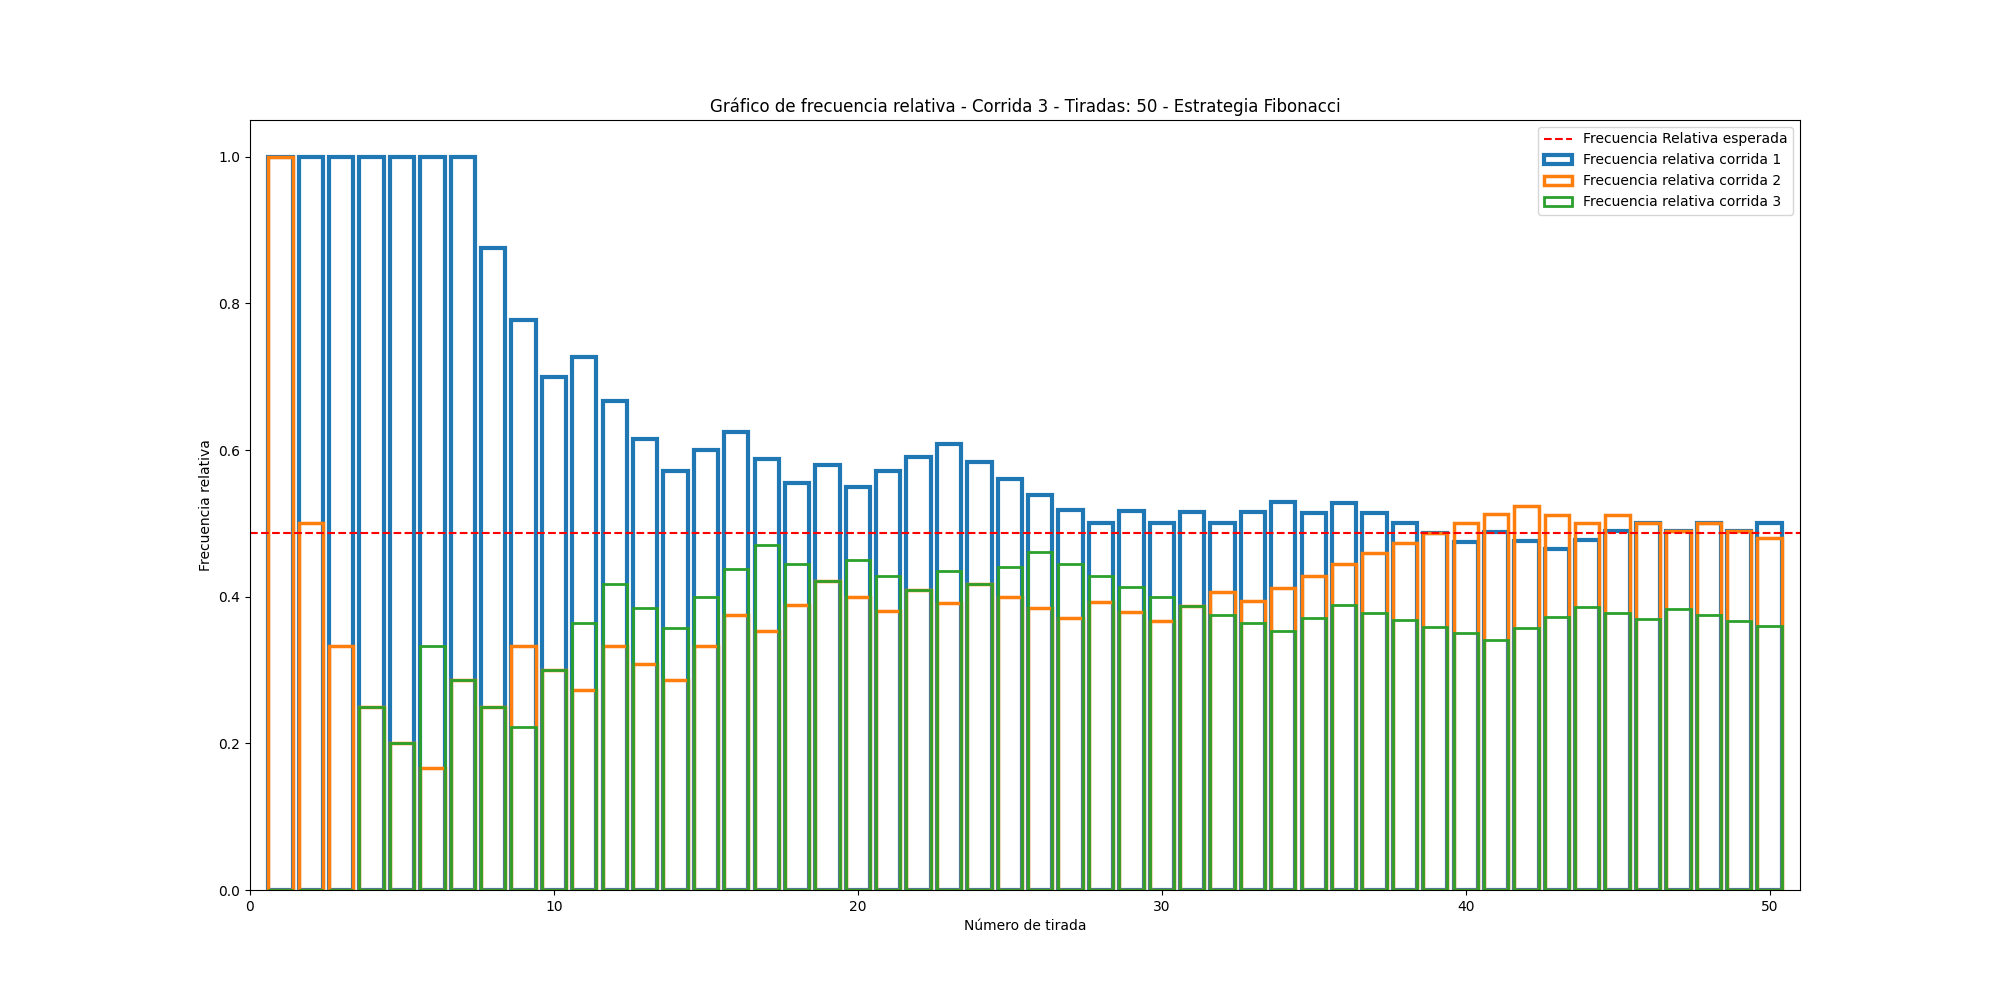 Gráfico de frecuencia relativa - Corrida 3 - Tiradas: 50 - Estrategia Fibonacci
Frecuencia Relativa esperada
Frecuencia relativa corrida 1
Frecuencia relativa corrida 2
Frecuencia relativa corrida 3
Frecuencia relativa
1.0
0.8
0.6
0.4
0.2
0.0
0 10 20 30 40 50
Número de tirada